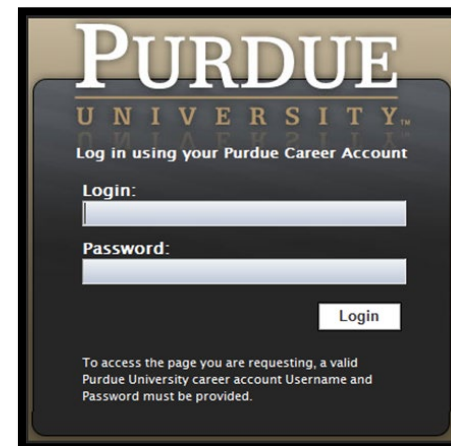 PURDUE
UNIVERSITY™
Log in using your Purdue Career Account
Login:
Password:
Login
To access the page you are requesting, a valid
Purdue University career account Username and
Password must be provided.